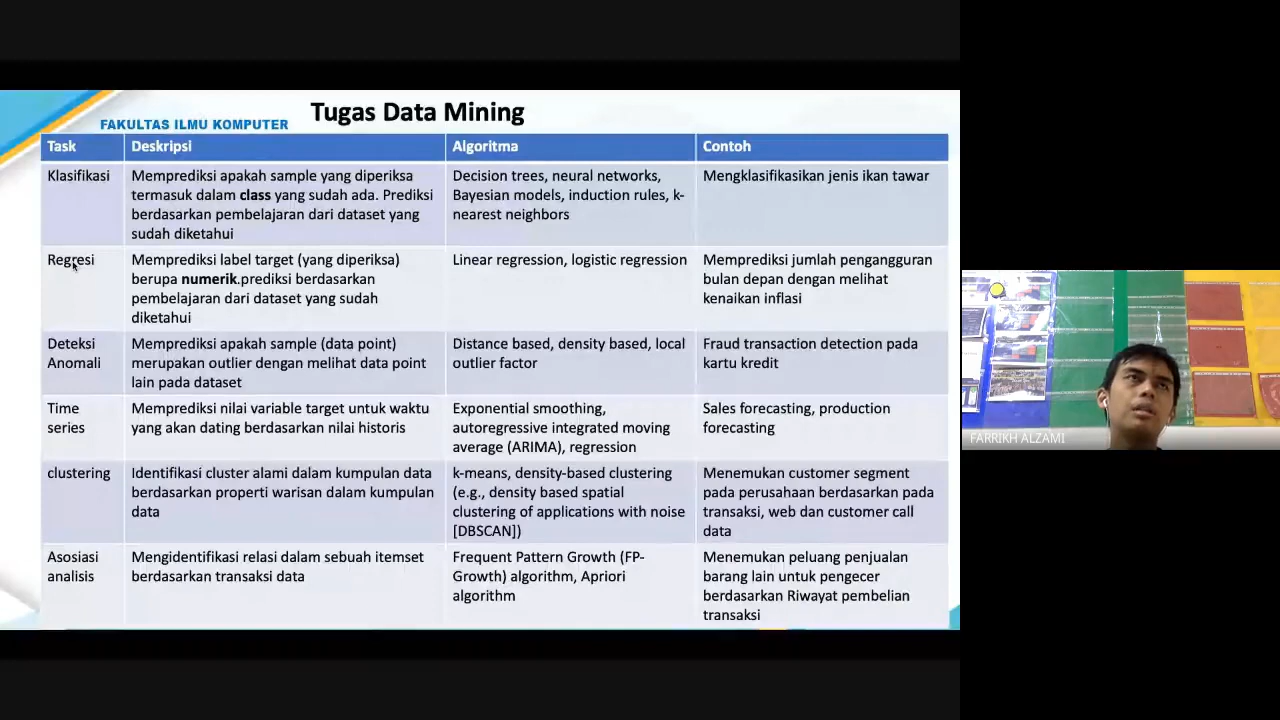 Tugas Data Mining
FAKULTAS ILMU KOMPUTER
Task
Deskripsi
Algoritma
Contoh
Klasifikasi
Memprediksi apakah sample yang diperiksa
termasuk dalam class yang sudah ada. Prediksi
berdasarkan pembelajaran dari dataset yang
sudah diketahui
Decision trees, neural networks,
Bayesian models, induction rules, k-
nearest neighbors
Mengklasifikasikan jenis ikan tawar
Regresi
Memprediksi label target (yang diperiksa)
berupa numerik.prediksi berdasarkan
pembelajaran dari dataset yang sudah
diketahui
Linear regression, logistic regression
Memprediksi jumlah pengangguran
bulan depan dengan melihat
kenaikan inflasi
Deteksi
Anomali
Memprediksi apakah sample (data point)
merupakan outlier dengan melihat data point
lain pada dataset
Distance based, density based, local
outlier factor
Fraud transaction detection pada
kartu kredit
Time
series
Memprediksi nilai variable target untuk waktu
yang akan dating berdasarkan nilai historis
Exponential smoothing,
autoregressive integrated moving
average (ARIMA), regression
Sales forecasting, production
forecasting
clustering
Identifikasi cluster alami dalam kumpulan data
berdasarkan properti warisan dalam kumpulan
data
k-means, density-based clustering
(e.g., density based spatial
clustering of applications with noise
[DBSCAN])
Menemukan customer segment
pada perusahaan berdasarkan pada
transaksi, web dan customer call
data
Asosiasi
analisis
Mengidentifikasi relasi dalam sebuah itemset
berdasarkan transaksi data
Frequent Pattern Growth (FP-
Growth) algorithm, Apriori
algorithm
Menemukan peluang penjualan
barang lain untuk pengecer
berdasarkan Riwayat pembelian
transaksi
FARRIKH ALZAMI